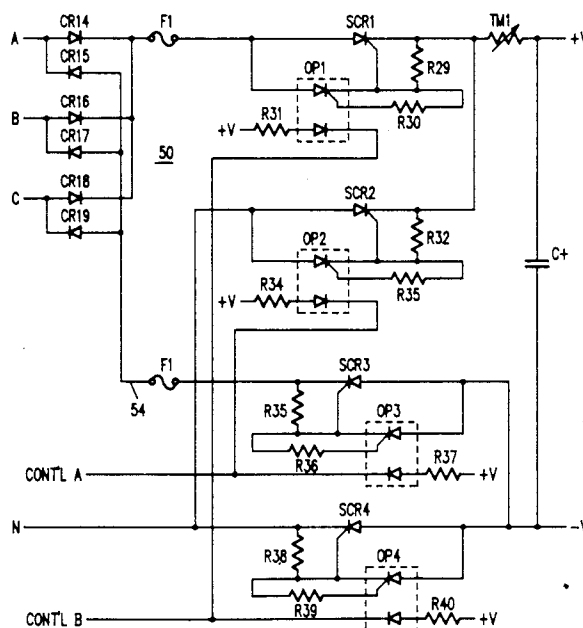 CR14 F1 SCR1 TM1
A +V
CR15
OP1 R29
CR16
R31 R30
B +V
CR17
50
CR18 SCR2
C
CR19
OP2 R32
C+
R34 R35
+V
F1 SCR3
54 R35 OP3
R36 R37
CONT'L A +V
SCR4
N -V
R38 OP4
R39 R40
CONT'L B +V